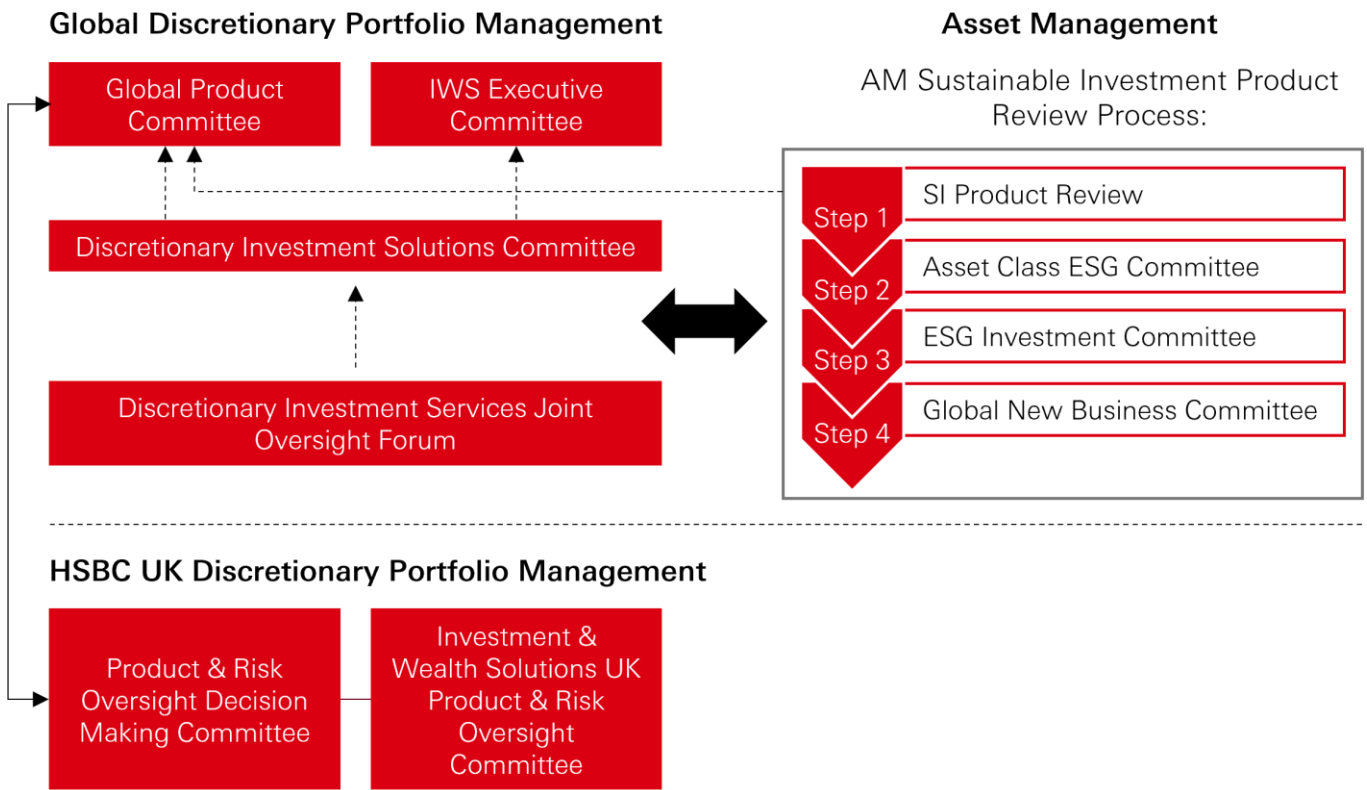 Global Discretionary Portfolio Management
Global Product
Committee
IWS Executive
Committee
Discretionary Investment Solutions Committee
Discretionary Investment Services Joint
Oversight Forum
Asset Management
AM Sustainable Investment Product
Review Process:
Step 1
SI Product Review
Step 2
Asset Class ESG Committee
Step 3
ESG Investment Committee
Step 4
Global New Business Committee
HSBC UK Discretionary Portfolio Management
Product & Risk
Oversight Decision
Making Committee
Investment &
Wealth Solutions UK
Product & Risk
Oversight
Committee